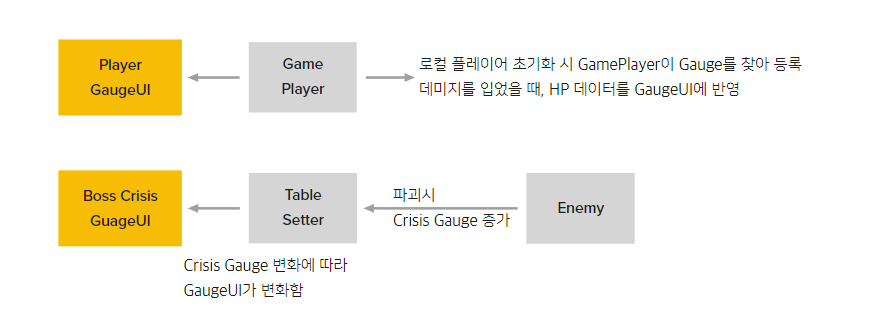 Player
GaugeUI
Game
Player
로컬 플레이어 초기화 시 GamePlayer이 Gauge를 찾아 등록
데미지를 입었을 때, HP 데이터를 GaugeUI에 반영
Boss Crisis
GuageUI
Table
Setter
파괴시
Crisis Gauge 증가
Enemy
Crisis Gauge 변화에 따라
GaugeUI가 변화함